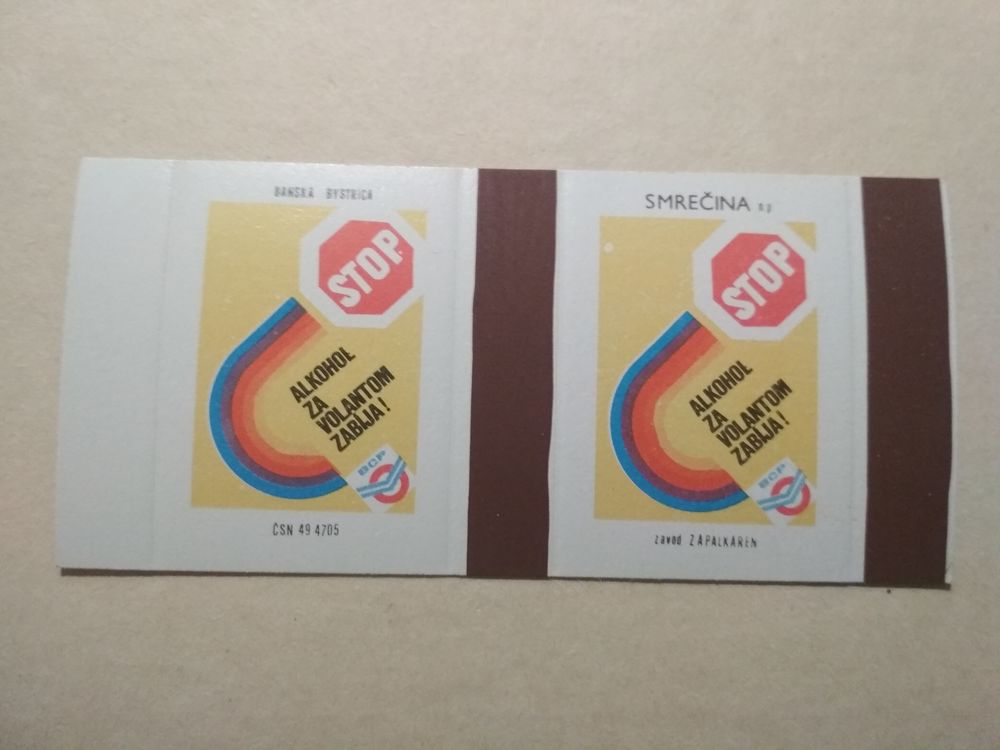 BANSKÁ BYSTRICA
STOP
ALKOHOL
ZA
VOLANTOM
ZABÍJA!
BCP
ČSN 49 4705
SMREČINA n.p.
STOP
ALKOHOL
ZA
VOLANTOM
ZABÍJA!
BCP
závod ZÁPALKÁREŇ